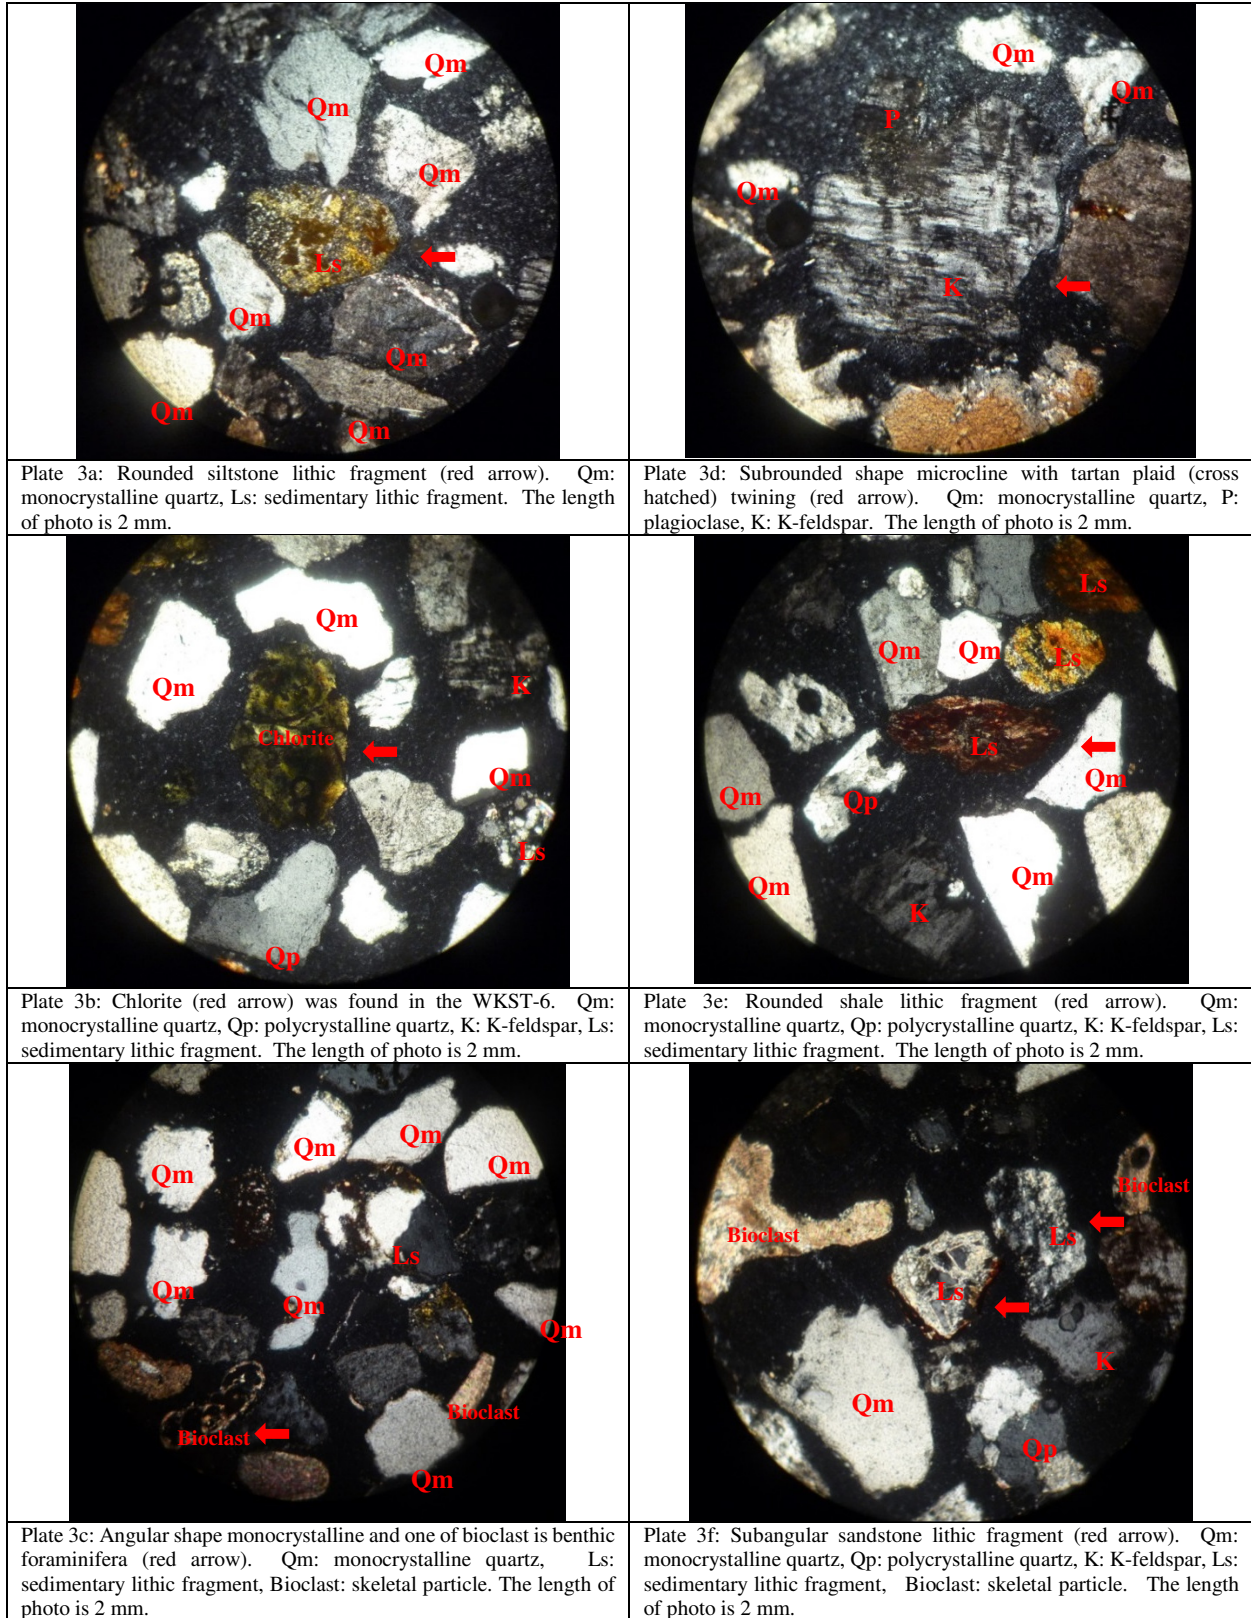 Qm
Qm
Qm
Ls
Qm
Qm
Qm
Qm
Plate 3a: Rounded siltstone lithic fragment (red arrow). Qm:
monocrystalline quartz, Ls: sedimentary lithic fragment. The length
of photo is 2 mm.
Qm
Qm
P
Qm
K
Plate 3d: Subrounded shape microcline with tartan plaid (cross
hatched) twining (red arrow). Qm: monocrystalline quartz, P:
plagioclase, K: K-feldspar. The length of photo is 2 mm.
Qm
Qm
K
Chlorite
Qm
Ls
Qp
Plate 3b: Chlorite (red arrow) was found in the WKST-6. Qm:
monocrystalline quartz, Qp: polycrystalline quartz, K: K-feldspar, Ls:
sedimentary lithic fragment. The length of photo is 2 mm.
Ls
Qm
Qm
Ls
Ls
Qm
Qm
Qp
Qm
Qm
K
Plate 3e: Rounded shale lithic fragment (red arrow). Qm:
monocrystalline quartz, Qp: polycrystalline quartz, K: K-feldspar, Ls:
sedimentary lithic fragment. The length of photo is 2 mm.
Qm
Qm
Qm
Qm
Ls
Qm
Qm
Qm
Bioclast
Bioclast
Qm
Plate 3c: Angular shape monocrystalline and one of bioclast is benthic
foraminifera (red arrow). Qm: monocrystalline quartz, Ls:
sedimentary lithic fragment, Bioclast: skeletal particle. The length of
photo is 2 mm.
Bioclast
Bioclast
Ls
Ls
K
Qm
Qp
Plate 3f: Subangular sandstone lithic fragment (red arrow). Qm:
monocrystalline quartz, Qp: polycrystalline quartz, K: K-feldspar, Ls:
sedimentary lithic fragment, Bioclast: skeletal particle. The length
of photo is 2 mm.